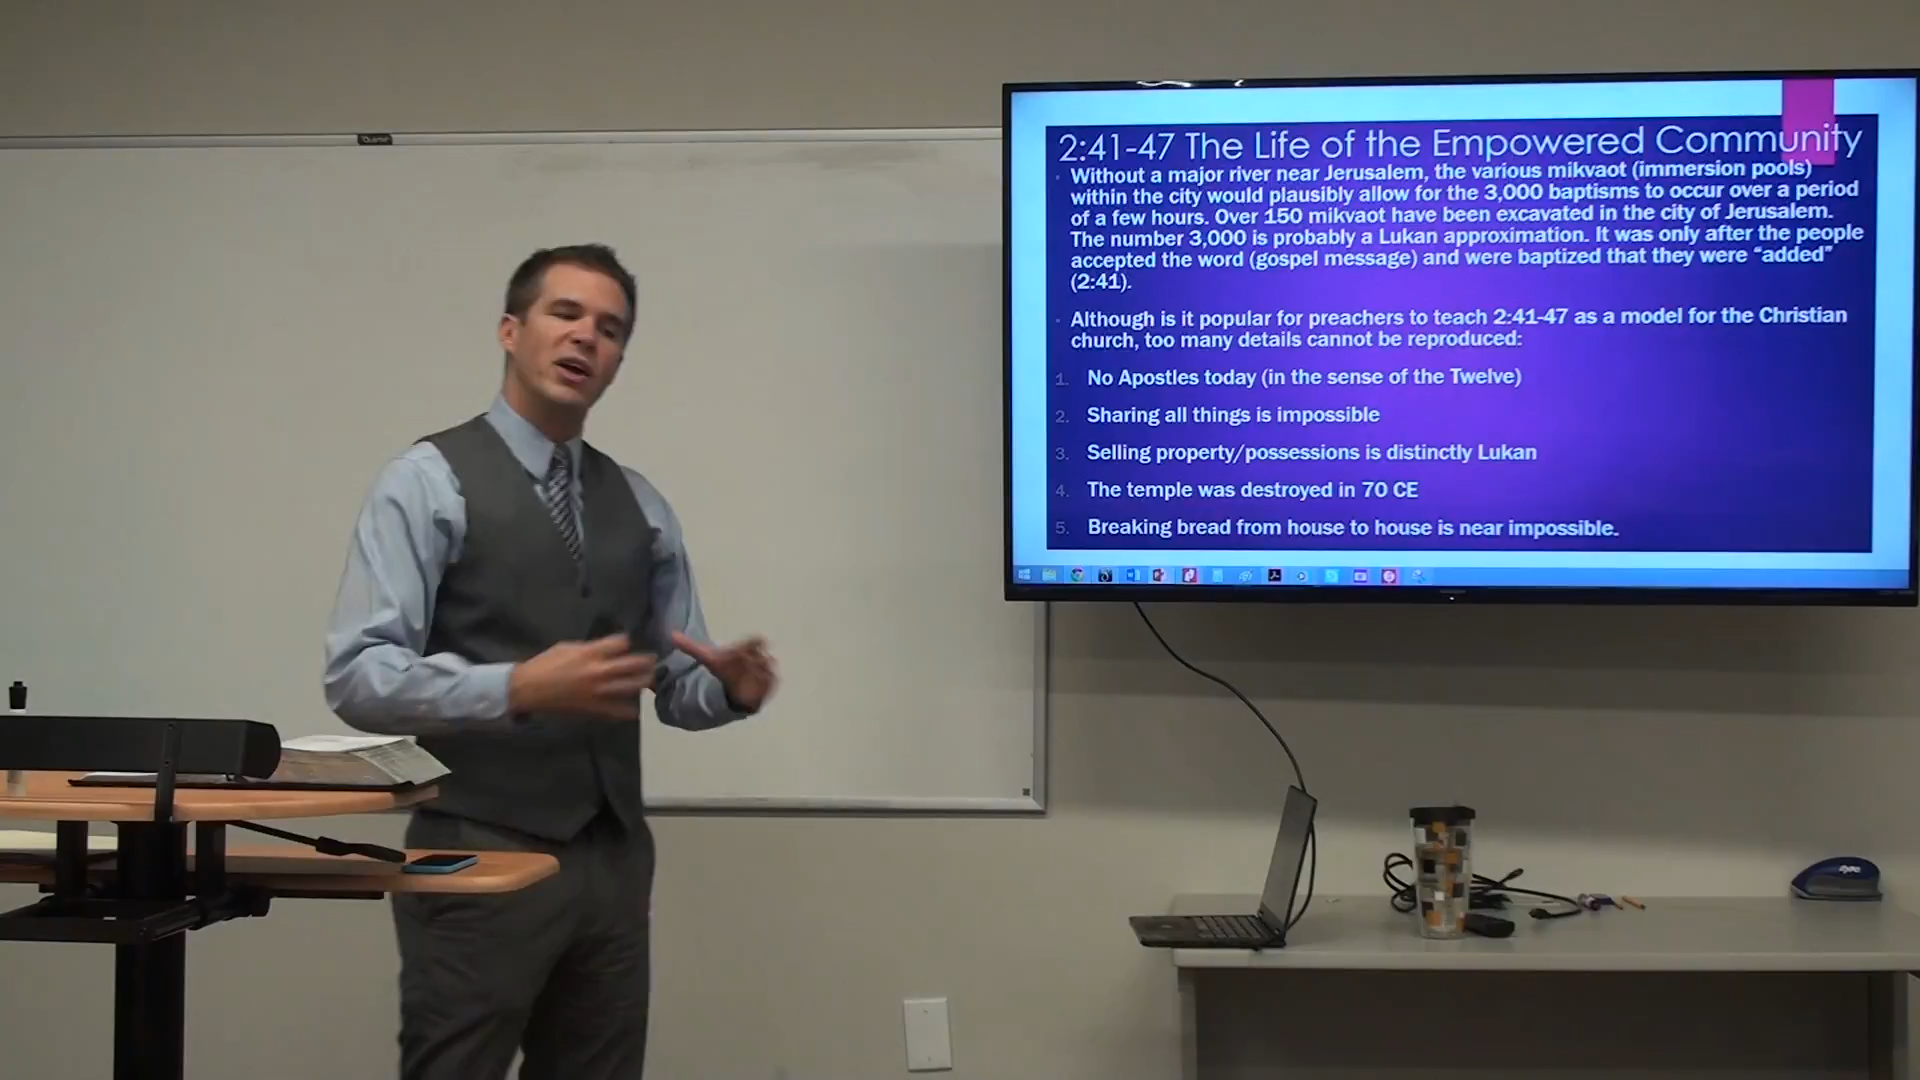 2:41-47 The Life of the Empowered Community
Without a major river near Jerusalem, the various mikvaot (immersion pools)
within the city would plausibly allow for the 3,000 baptisms to occur over a period
of a few hours. Over 150 mikvaot have been excavated in the city of Jerusalem.
The number 3,000 is probably a Lukan approximation. It was only after the people
accepted the word (gospel message) and were baptized that they were “added”
(2:41).
Although is it popular for preachers to teach 2:41-47 as a model for the Christian
church, too many details cannot be reproduced:
1. No Apostles today (in the sense of the Twelve)
2. Sharing all things is impossible
3. Selling property/possessions is distinctly Lukan
4. The temple was destroyed in 70 CE
5. Breaking bread from house to house is near impossible.